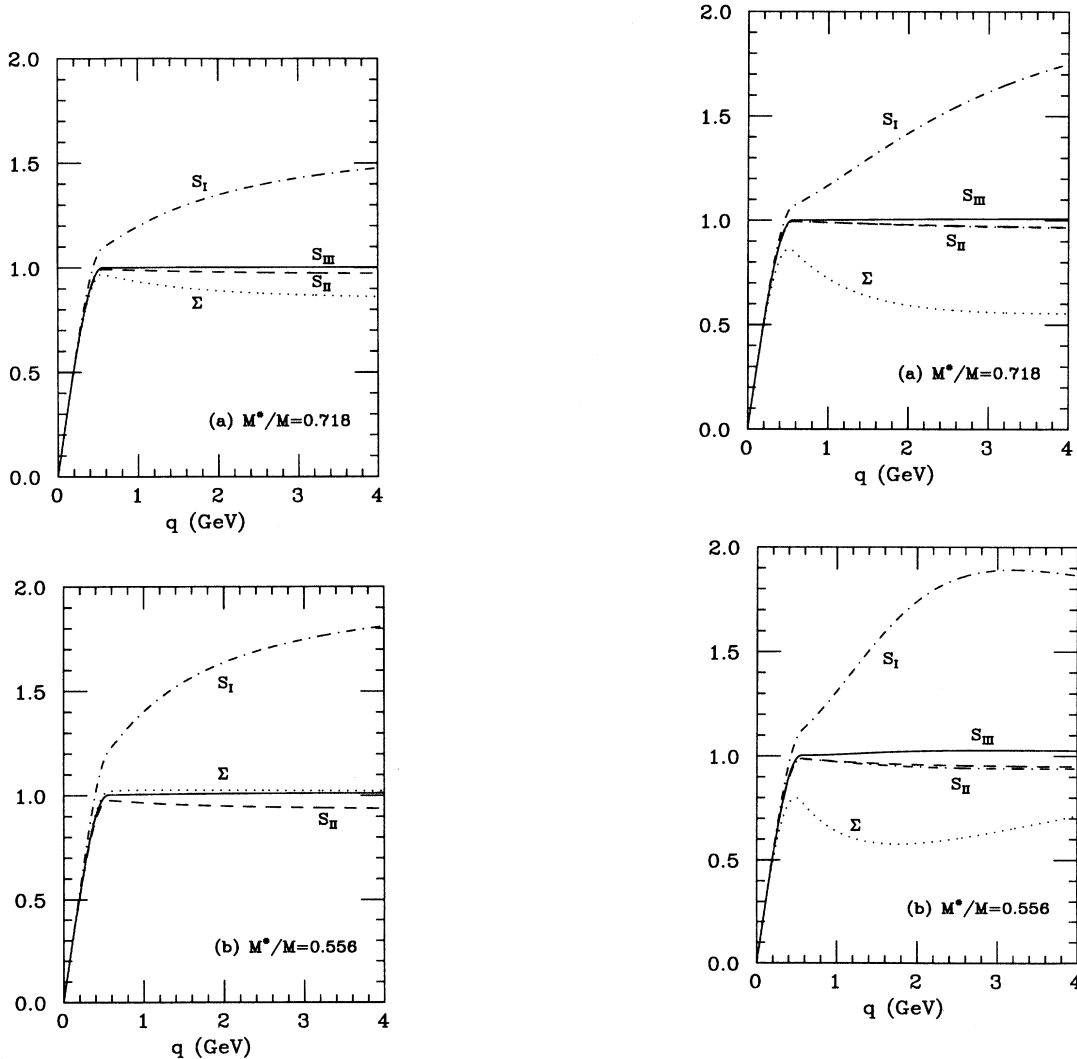 2.0
1.5
1.0
0.5
0.0
S_I
S_III
S_II
Σ
(a) M*/M=0.718
0 1 2 3 4
q (GeV)
2.0
1.5
1.0
0.5
0.0
S_I
Σ
S_II
(b) M*/M=0.556
0 1 2 3 4
q (GeV)
2.0
1.5
1.0
0.5
0.0
S_I
S_III
S_II
Σ
(a) M*/M=0.718
0 1 2 3 4
q (GeV)
2.0
1.5
1.0
0.5
0.0
S_I
S_III
S_II
Σ
(b) M*/M=0.556
0 1 2 3 4
q (GeV)